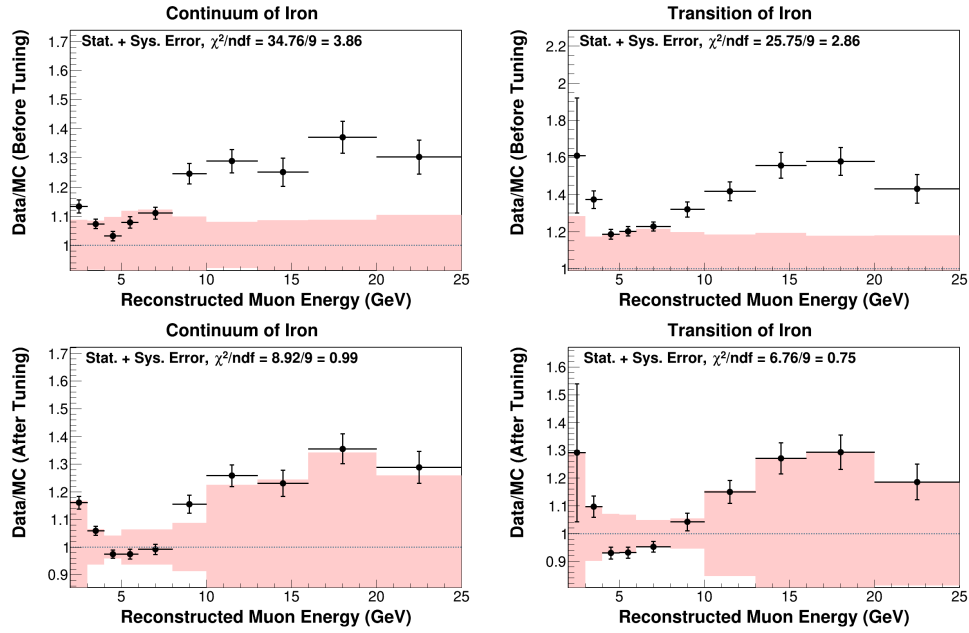 Continuum of Iron
Data/MC (Before Tuning)
Stat. + Sys. Error, χ²/ndf = 34.76/9 = 3.86
1.7
1.6
1.5
1.4
1.3
1.2
1.1
1
5 10 15 20 25
Reconstructed Muon Energy (GeV)
Transition of Iron
Data/MC (Before Tuning)
Stat. + Sys. Error, χ²/ndf = 25.75/9 = 2.86
2.2
2
1.8
1.6
1.4
1.2
1
5 10 15 20 25
Reconstructed Muon Energy (GeV)
Continuum of Iron
Data/MC (After Tuning)
Stat. + Sys. Error, χ²/ndf = 8.92/9 = 0.99
1.7
1.6
1.5
1.4
1.3
1.2
1.1
1
0.9
5 10 15 20 25
Reconstructed Muon Energy (GeV)
Transition of Iron
Data/MC (After Tuning)
Stat. + Sys. Error, χ²/ndf = 6.76/9 = 0.75
1.6
1.5
1.4
1.3
1.2
1.1
1
0.9
5 10 15 20 25
Reconstructed Muon Energy (GeV)